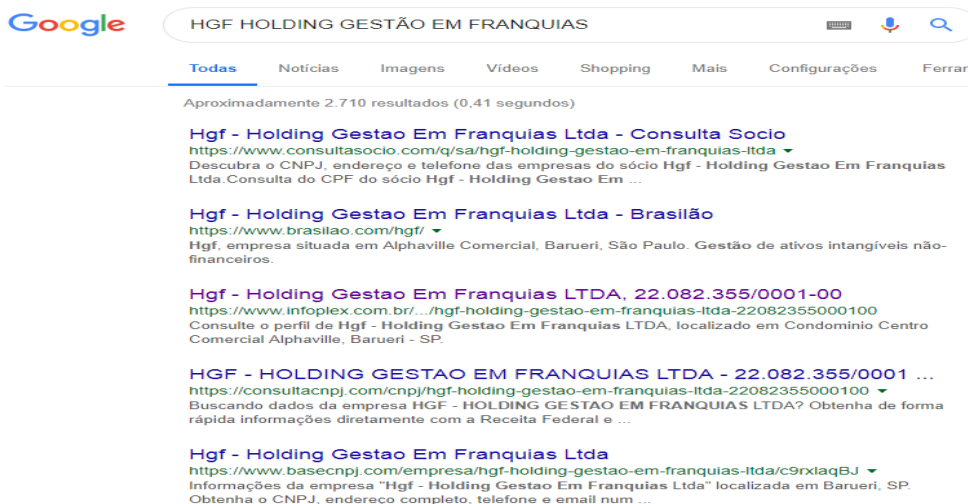 Google
HGF HOLDING GESTÃO EM FRANQUIAS
Todas Notícias Imagens Vídeos Shopping Mais Configurações Ferrar
Aproximadamente 2.710 resultados (0,41 segundos)
Hgf - Holding Gestao Em Franquias Ltda - Consulta Socio
https://www.consultasocio.com/q/sa/hgf-holding-gestao-em-franquias-ltda
Descubra o CNPJ, endereço e telefone das empresas do sócio Hgf - Holding Gestao Em Franquias
Ltda.Consulta do CPF do sócio Hgf - Holding Gestao Em ...
Hgf - Holding Gestao Em Franquias Ltda - Brasilão
https://www.brasilao.com/hgf/
Hgf, empresa situada em Alphaville Comercial, Barueri, São Paulo. Gestão de ativos intangíveis não-
financeiros.
Hgf - Holding Gestao Em Franquias LTDA, 22.082.355/0001-00
https://www.infoplex.com.br/.../hgf-holding-gestao-em-franquias-ltda-22082355000100
Consulte o perfil de Hgf - Holding Gestao Em Franquias LTDA, localizado em Condominio Centro
Comercial Alphaville, Barueri - SP.
HGF - HOLDING GESTAO EM FRANQUIAS LTDA - 22.082.355/0001 ...
https://consultacnpj.com/cnpj/hgf-holding-gestao-em-franquias-ltda-22082355000100
Buscando dados da empresa HGF - HOLDING GESTAO EM FRANQUIAS LTDA? Obtenha de forma
rápida informações diretamente com a Receita Federal e ...
Hgf - Holding Gestao Em Franquias Ltda
https://www.basecnpj.com/empresa/hgf-holding-gestao-em-franquias-ltda/c9rxlaqBJ
Informações da empresa "Hgf - Holding Gestao Em Franquias Ltda" localizada em Barueri, SP.
Obtenha o CNPJ, endereço completo, telefone e email num ...